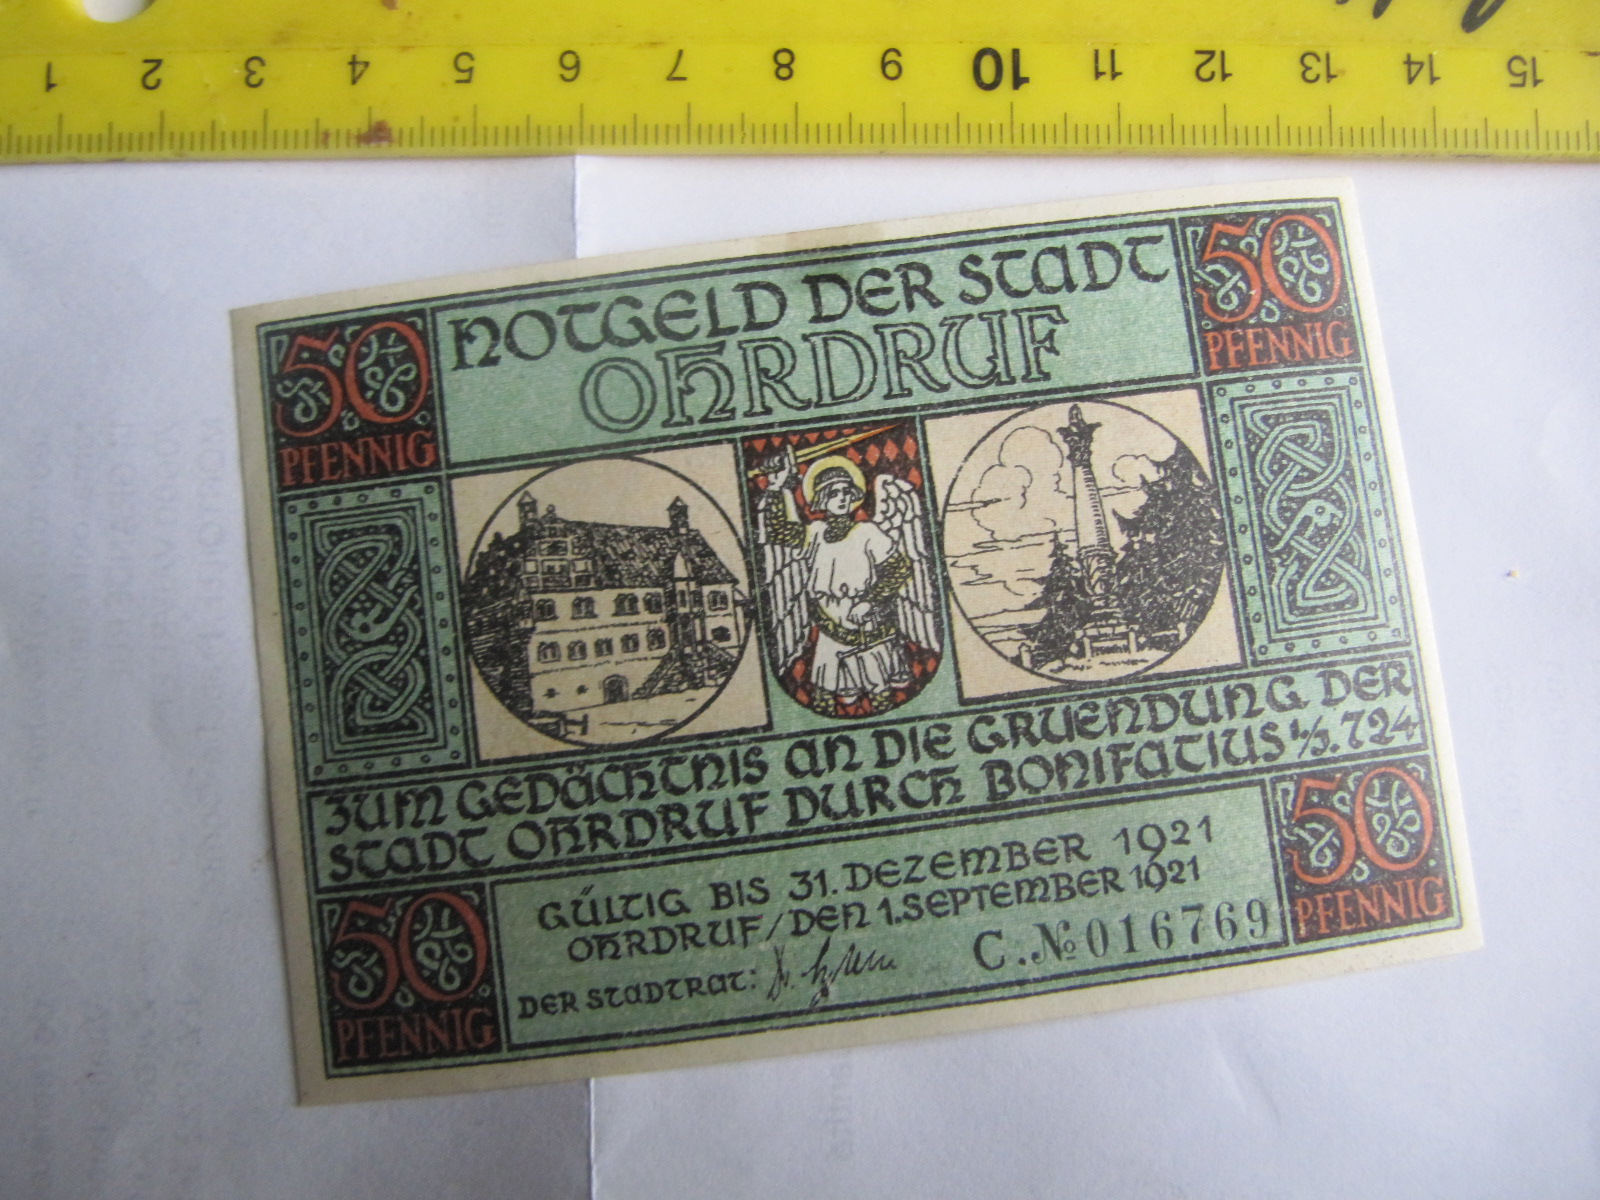 1 2 3 4 5 6 7 8 9 10 11 12 13 14 15
50 PFENNIG
NOTGELD DER STADT
OHRDRUF
50 PFENNIG
ZUM GEDÄCHTNIS AN DIE GRUENDUNG DER
STADT OHRDRUF DURCH BONIFATIUS 1/5. 724
50 PFENNIG
GÜLTIG BIS 31. DEZEMBER 1921
OHRDRUF/DEN 1. SEPTEMBER 1921
DER STADTRAT:
C. № 016769
50 PFENNIG